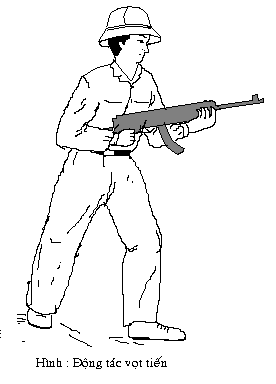 Hình : Động tác vọt tiến